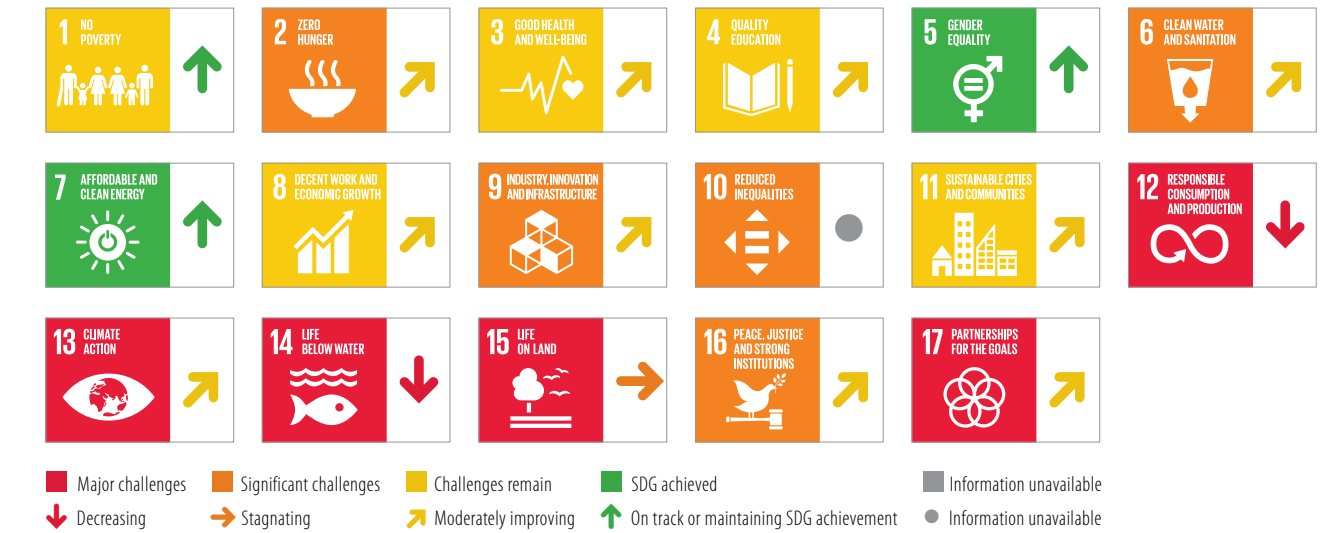 1 NO
POVERTY
2 ZERO
HUNGER
3 GOOD HEALTH
AND WELL-BEING
4 QUALITY
EDUCATION
5 GENDER
EQUALITY
6 CLEAN WATER
AND SANITATION
7 AFFORDABLE AND
CLEAN ENERGY
8 DECENT WORK AND
ECONOMIC GROWTH
9 INDUSTRY, INNOVATION
AND INFRASTRUCTURE
10 REDUCED
INEQUALITIES
11 SUSTAINABLE CITIES
AND COMMUNITIES
12 RESPONSIBLE
CONSUMPTION
AND PRODUCTION
13 CLIMATE
ACTION
14 LIFE
BELOW WATER
15 LIFE
ON LAND
16 PEACE, JUSTICE
AND STRONG
INSTITUTIONS
17 PARTNERSHIPS
FOR THE GOALS
Major challenges
Significant challenges
Challenges remain
SDG achieved
Information unavailable
Decreasing
Stagnating
Moderately improving
On track or maintaining SDG achievement
Information unavailable